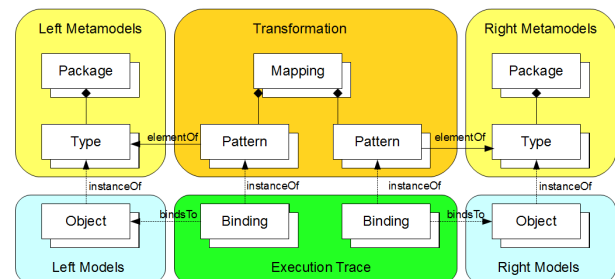 Left Metamodels
Transformation
Right Metamodels
Package
Mapping
Package
Type
elementOf
Pattern
Pattern
elementOf
Type
instanceOf
instanceOf
instanceOf
instanceOf
Object
bindsTo
Binding
Binding
bindsTo
Object
Left Models
Execution Trace
Right Models